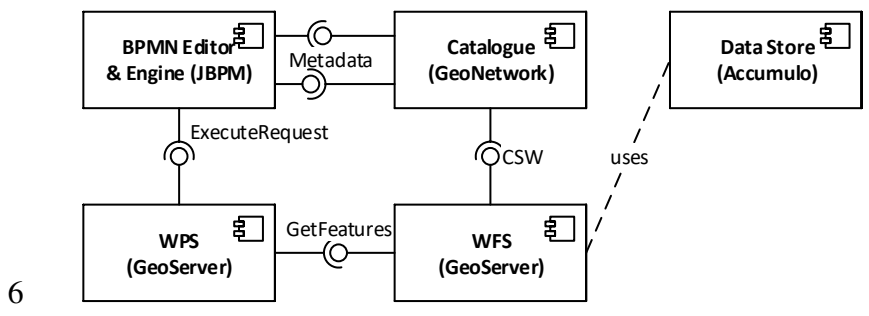 BPMN Editor
& Engine (JBPM)
Metadata
Catalogue
(GeoNetwork)
Data Store
(Accumulo)
ExecuteRequest
CSW
uses
WPS
(GeoServer)
GetFeatures
WFS
(GeoServer)
6